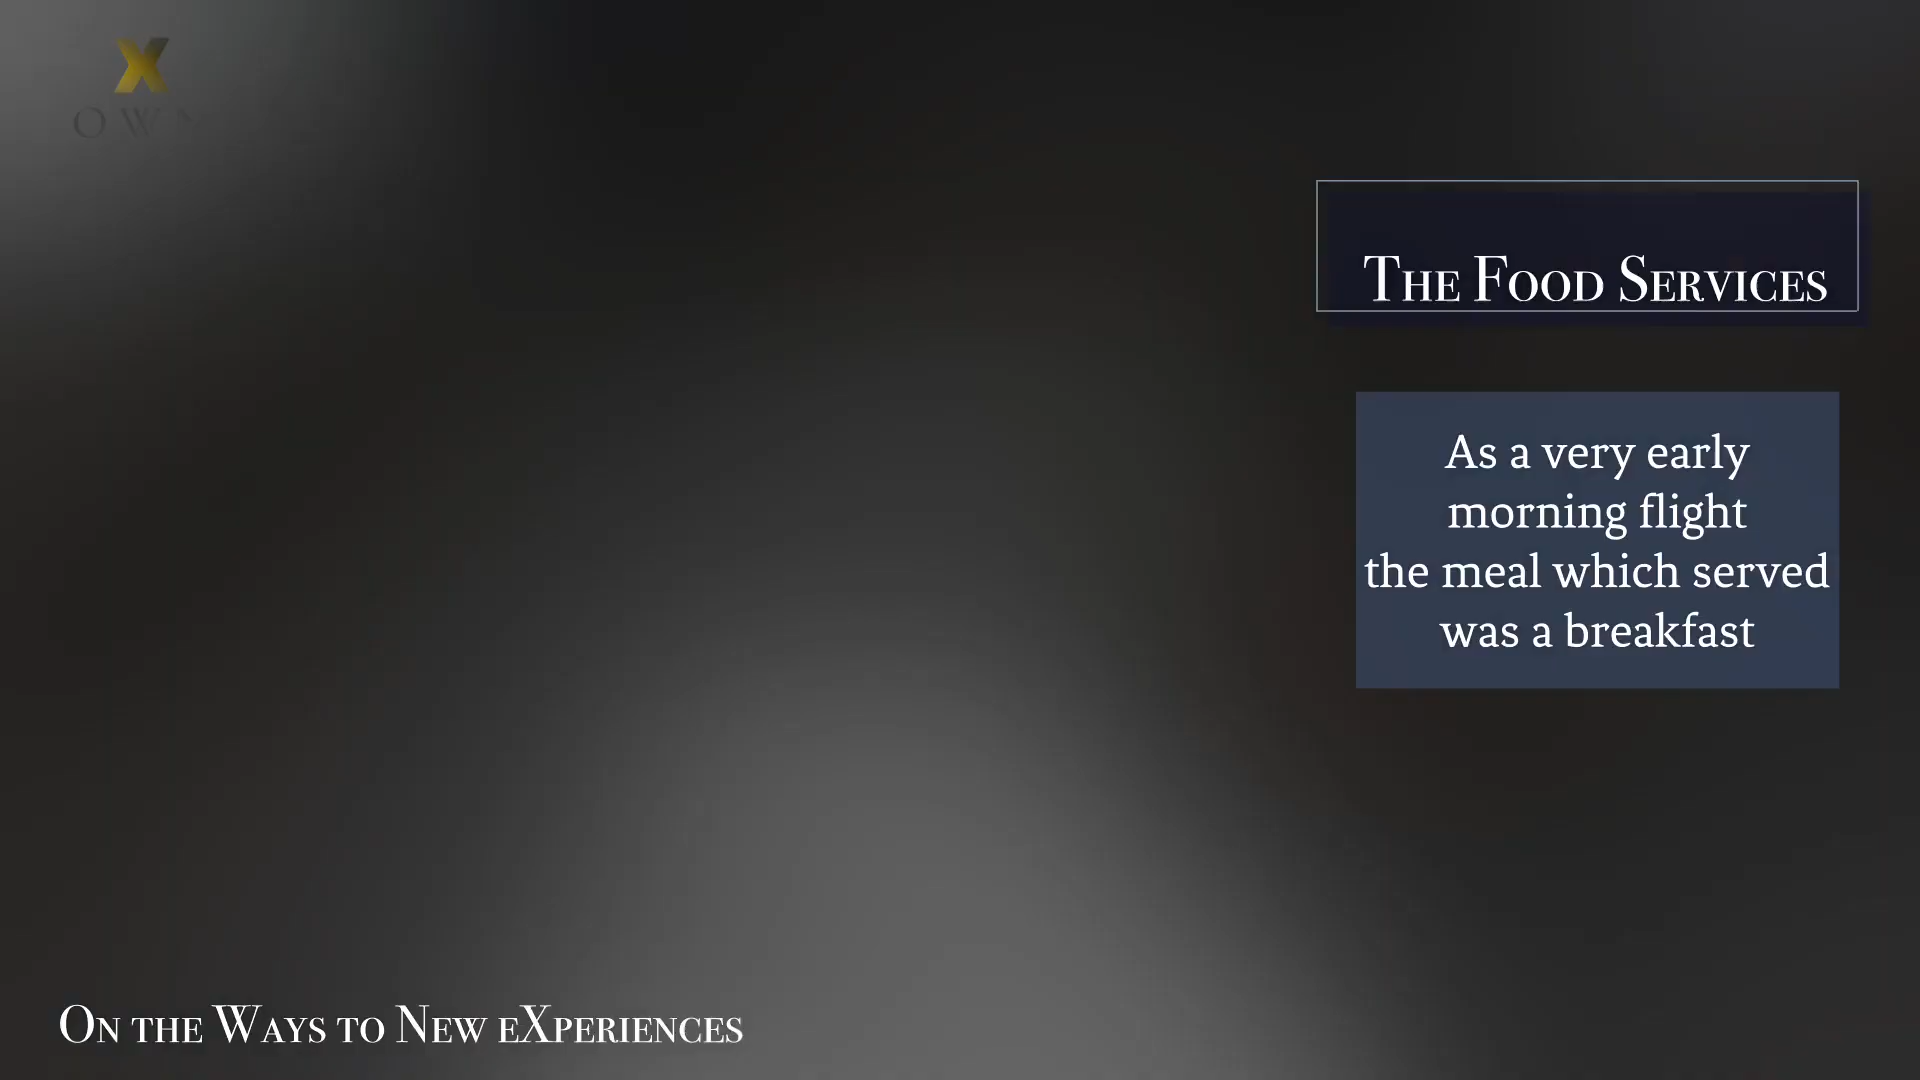 X
OWN
The Food Services
As a very early
morning flight
the meal which served
was a breakfast
On the Ways to New eXperiences